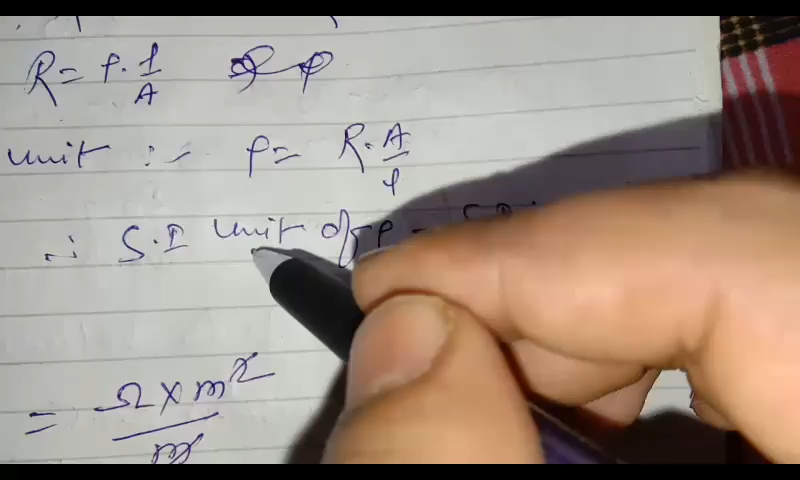 R = ρ · l/A
Unit :- ρ = R · A/l
∴ S.I Unit of ρ = S.I
= Ω × m²/m